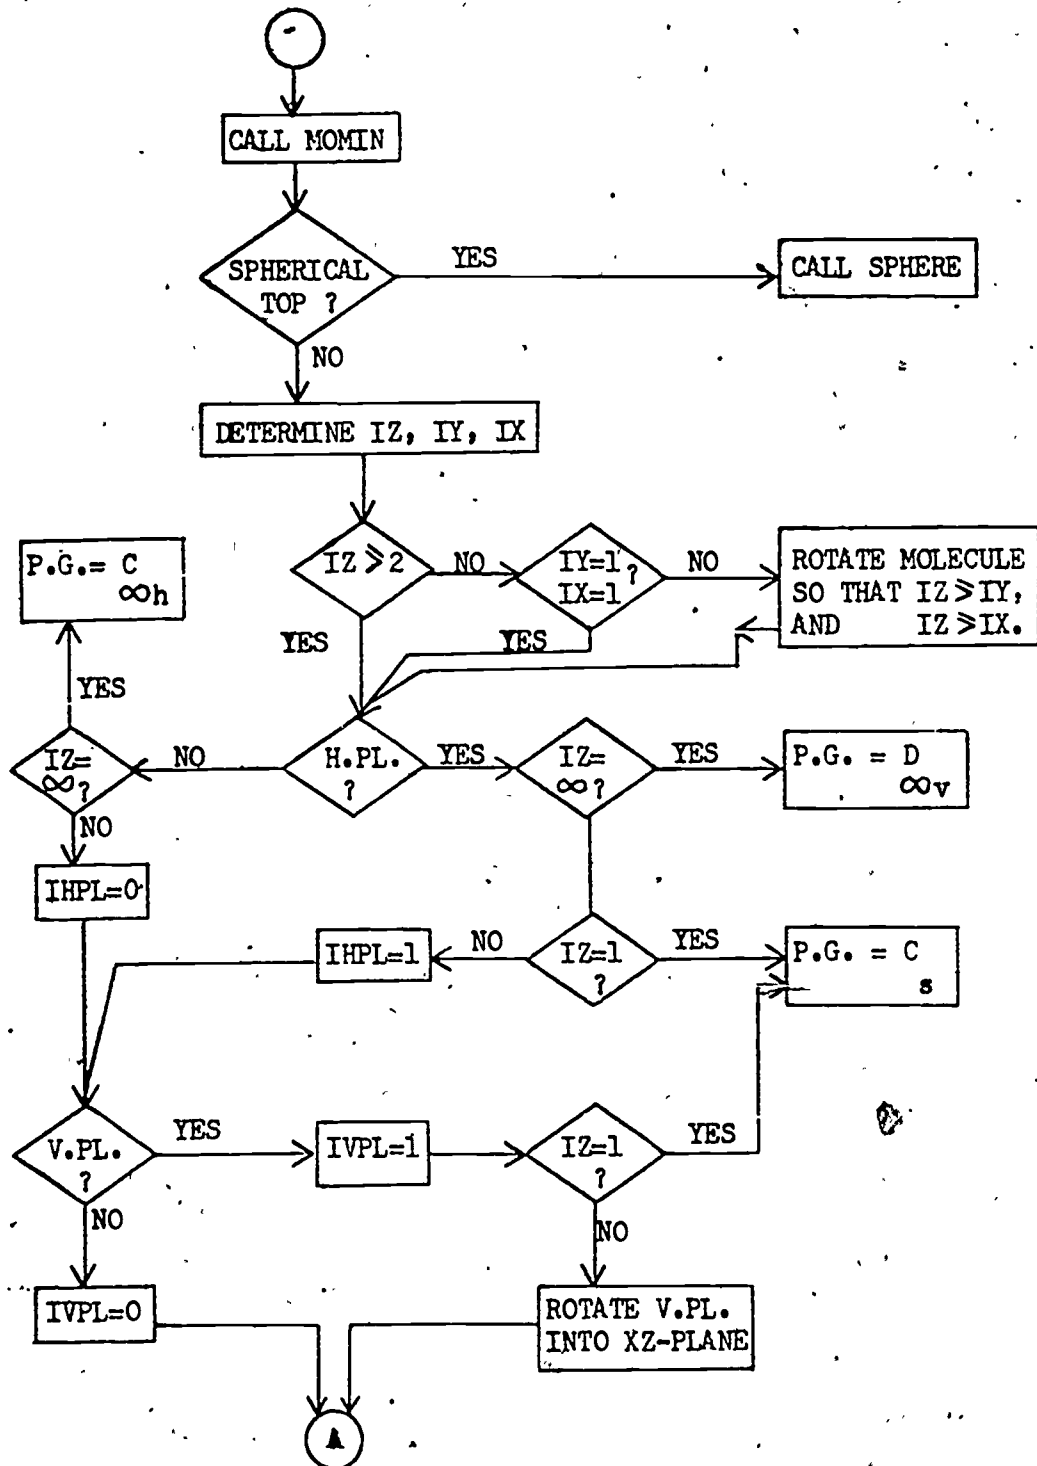 CALL MOMIN
SPHERICAL
TOP ?
YES
CALL SPHERE
NO
DETERMINE IZ, IY, IX
IZ ⩾ 2
NO
IY=1
IX=1 ?
NO
ROTATE MOLECULE
SO THAT IZ ⩾ IY,
AND IZ ⩾ IX.
YES
YES
P.G.= C
∞h
YES
IZ=
∞ ?
NO
H.PL.
?
YES
IZ=
∞ ?
YES
P.G. = D
∞v
NO
IHPL=0
IHPL=1
NO
IZ=1
?
YES
P.G. = C
s
V.PL.
?
YES
IVPL=1
IZ=1
?
YES
NO
NO
IVPL=0
ROTATE V.PL.
INTO XZ-PLANE
A